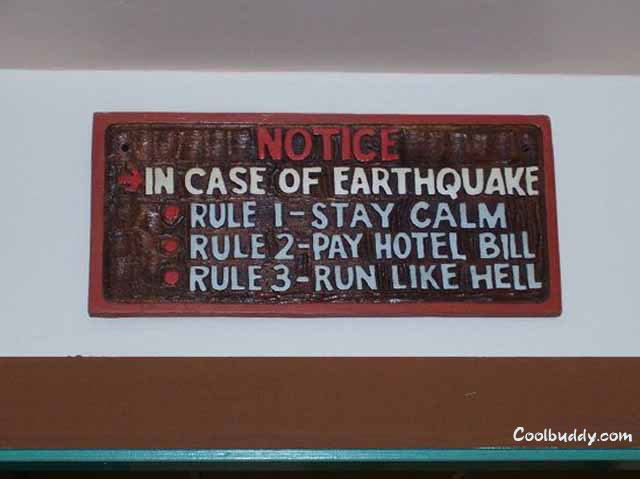 NOTICE
IN CASE OF EARTHQUAKE
RULE 1-STAY CALM
RULE 2-PAY HOTEL BILL
RULE 3-RUN LIKE HELL
Coolbuddy.com